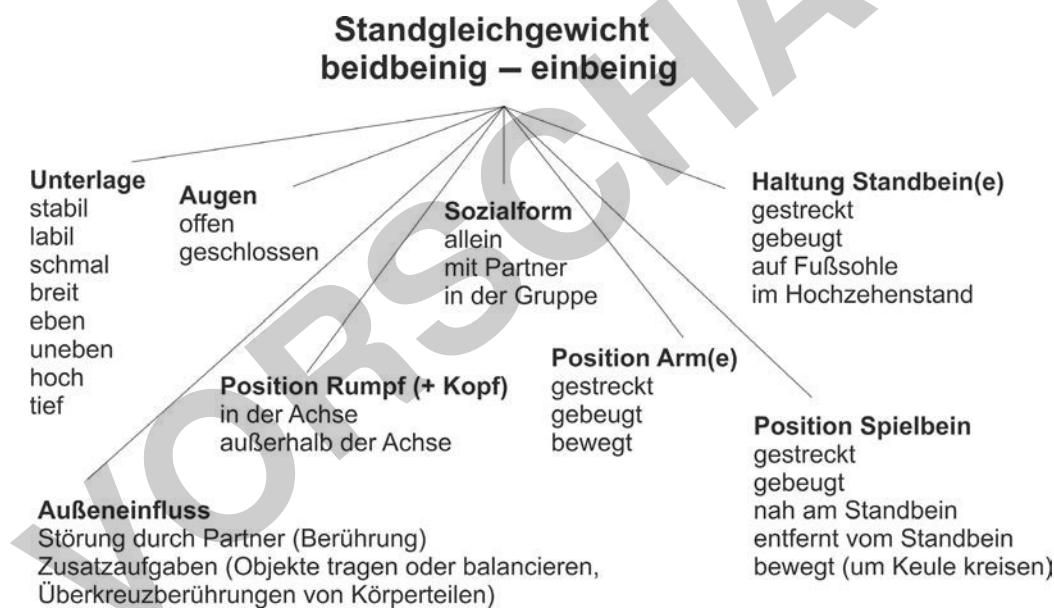 Standgleichgewicht
beidbeinig – einbeinig
Unterlage
stabil
labil
schmal
breit
eben
uneben
hoch
tief
Augen
offen
geschlossen
Sozialform
allein
mit Partner
in der Gruppe
Haltung Standbein(e)
gestreckt
gebeugt
auf Fußsohle
im Hochzehenstand
Position Rumpf (+ Kopf)
in der Achse
außerhalb der Achse
Position Arm(e)
gestreckt
gebeugt
bewegt
Position Spielbein
gestreckt
gebeugt
nah am Standbein
entfernt vom Standbein
bewegt (um Keule kreisen)
Außeneinfluss
Störung durch Partner (Berührung)
Zusatzaufgaben (Objekte tragen oder balancieren,
Überkreuzberührungen von Körperteilen)
VORSCHA